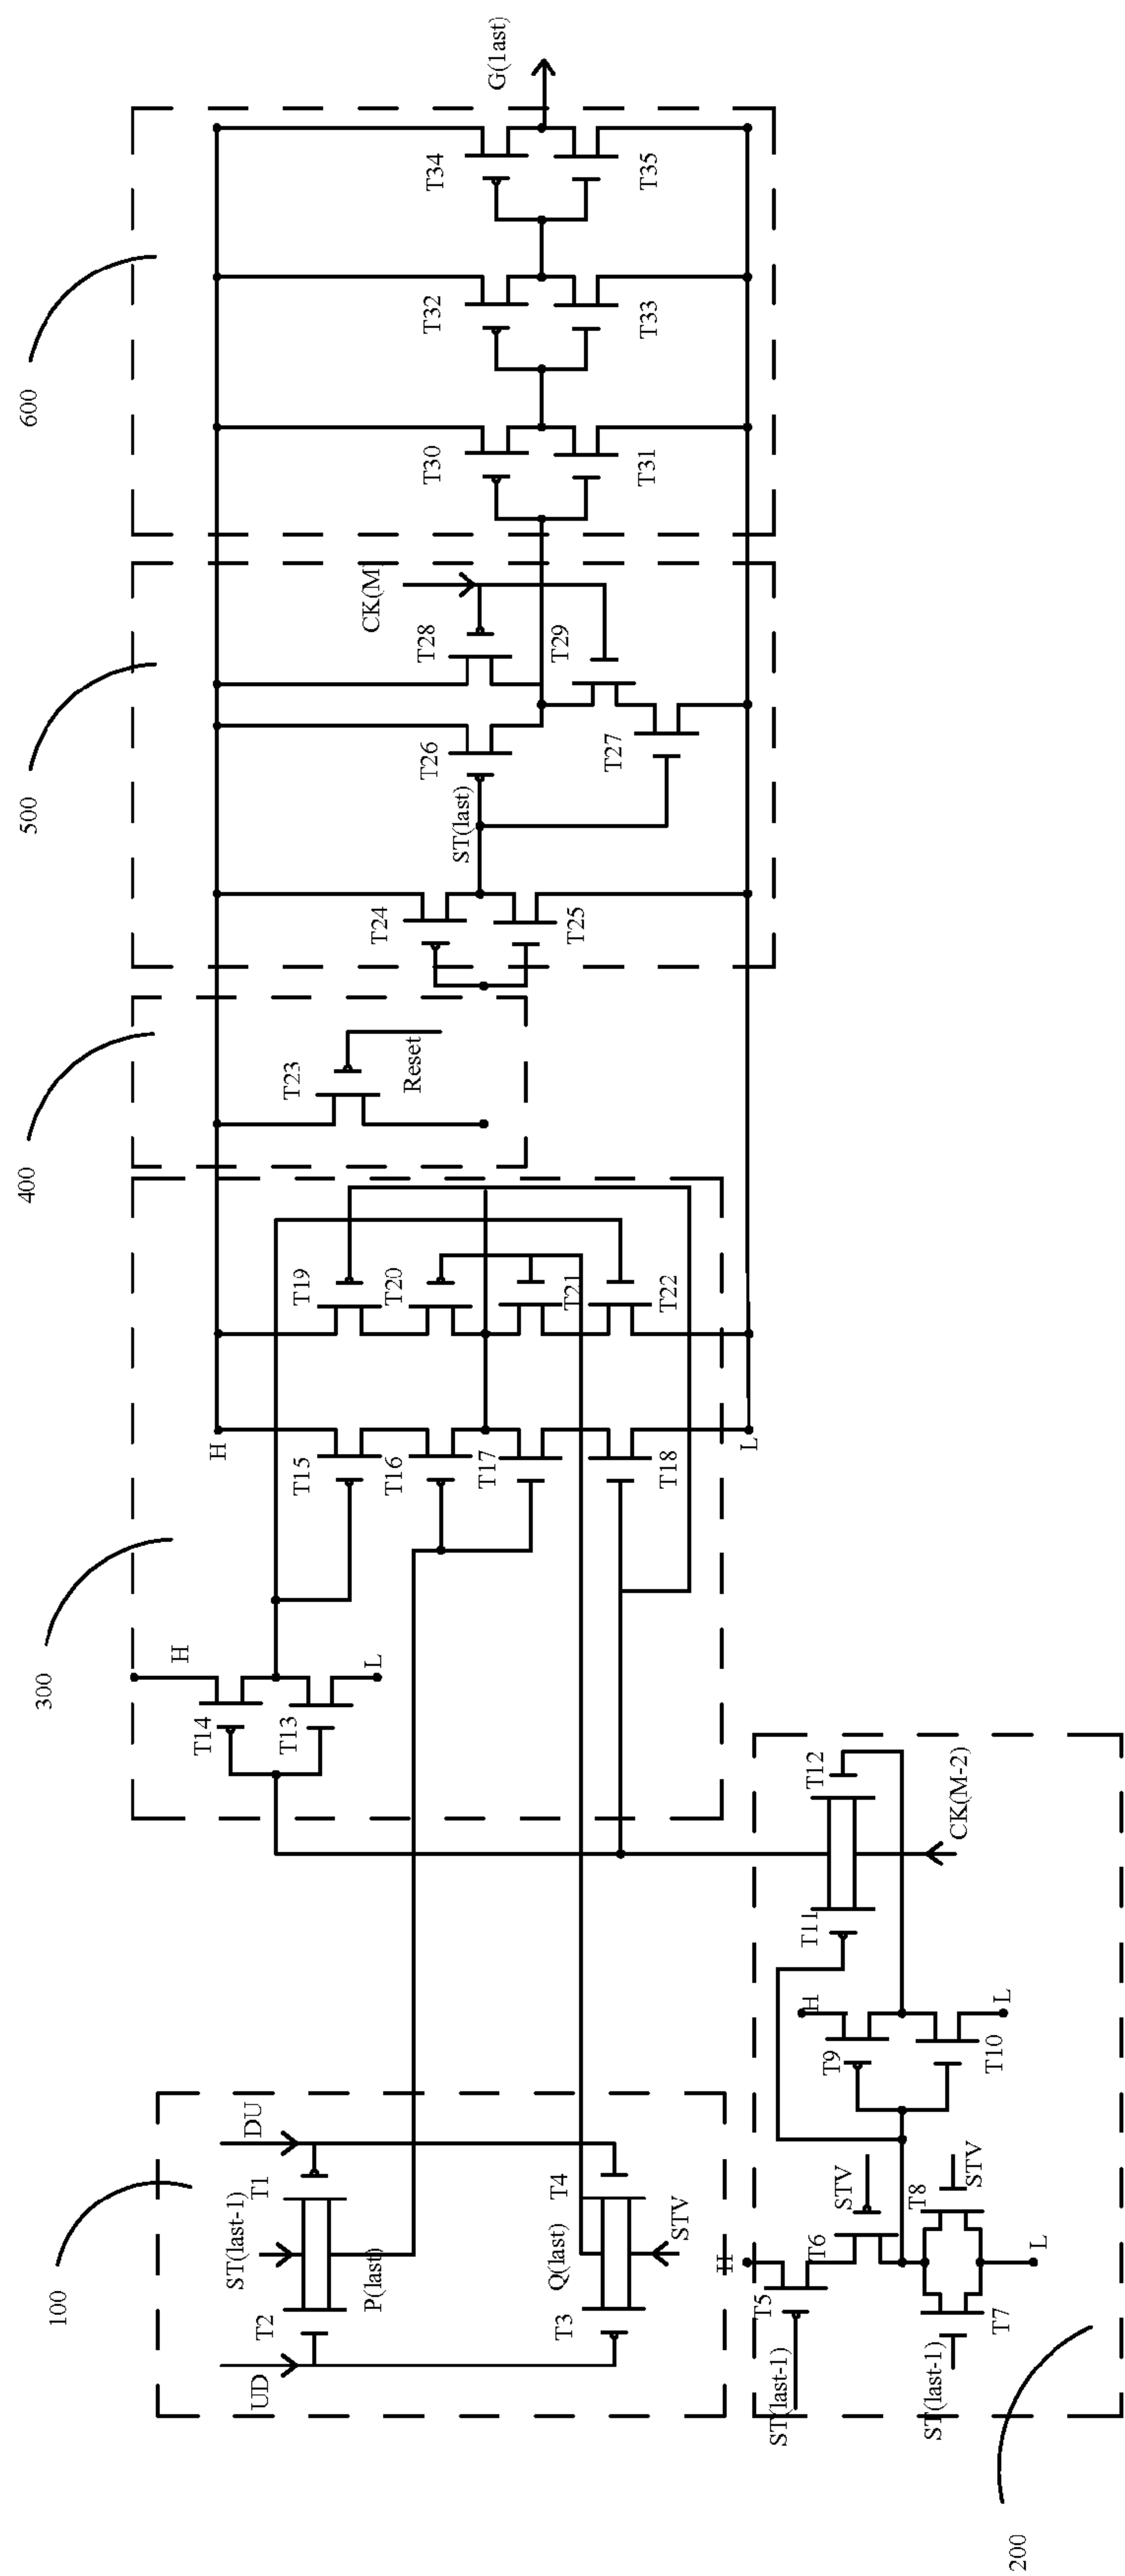 G(1ast)
T34
T35
600
T32
T33
T30
T31
CK(M
T28
T29
500
T26
T27
ST(last)
T24
T25
400
T23
Reset
T19
T20
T21
T22
H
L
T15
T16
T17
T18
300
H
L
T14
T13
T12
CK(M-2)
T11
H
L
T9
T10
100
DU
ST(last-1)
T1
T4
STV
STV
T8
STV
Q(last)
P(last)
T2
T3
UD
H
T6
T5
L
T7
ST(last-1)
ST(last-1)
200